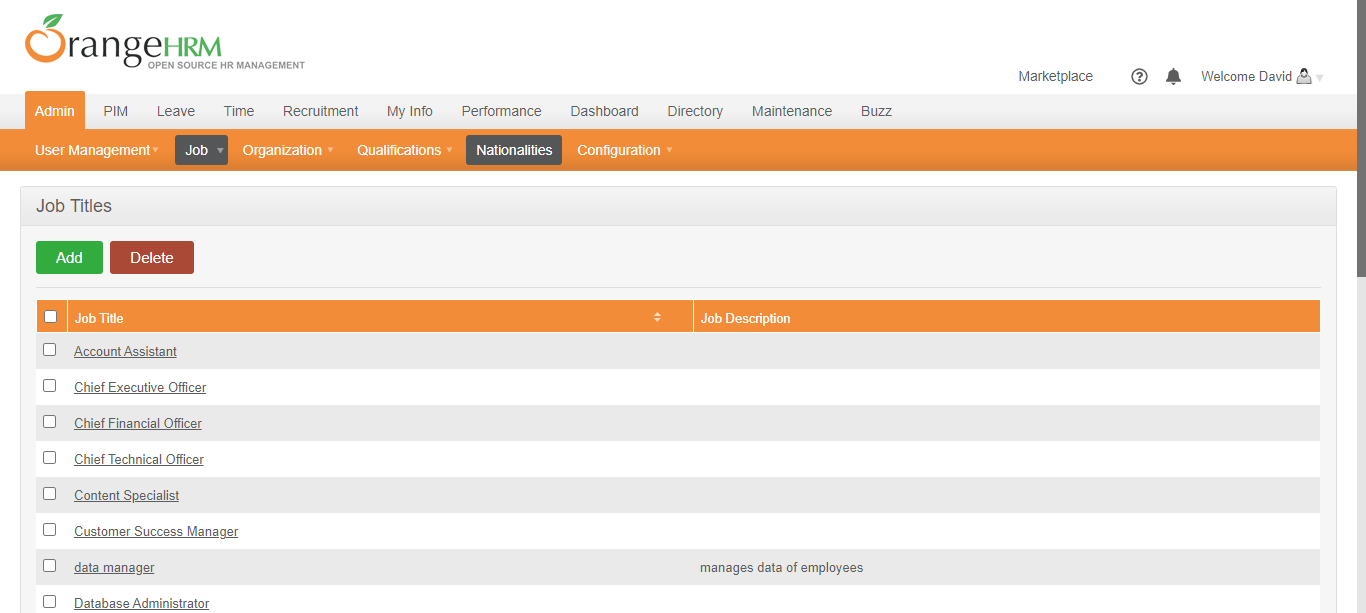 OrangeHRM
OPEN SOURCE HR MANAGEMENT
Marketplace ? Welcome David
Admin PIM Leave Time Recruitment My Info Performance Dashboard Directory Maintenance Buzz
User Management Job Organization Qualifications Nationalities Configuration
Job Titles
Add Delete
Job Title Job Description
Account Assistant
Chief Executive Officer
Chief Financial Officer
Chief Technical Officer
Content Specialist
Customer Success Manager
data manager manages data of employees
Database Administrator